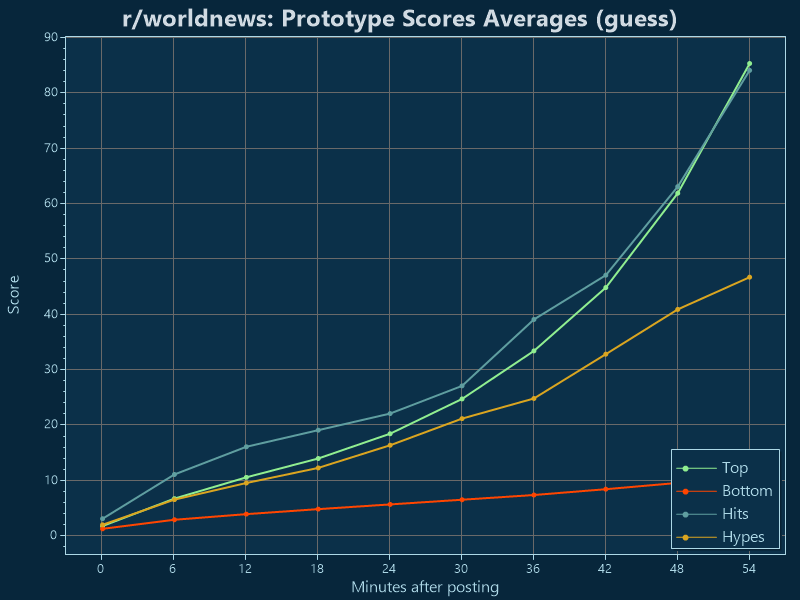 r/worldnews: Prototype Scores Averages (guess)
90
80
70
60
50
40
30
20
10
0
Score
Top
Bottom
Hits
Hypes
0 6 12 18 24 30 36 42 48 54
Minutes after posting